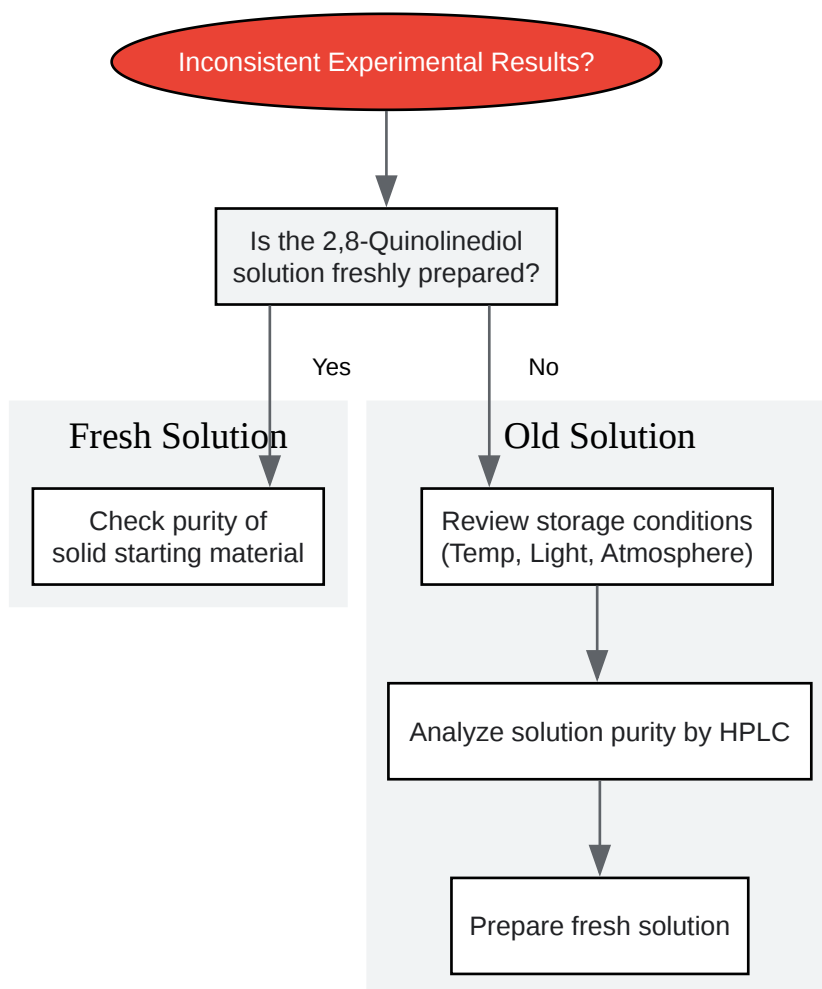 Inconsistent Experimental Results?
Is the 2,8-Quinolinediol
solution freshly prepared?
Yes
No
Fresh Solution
Old Solution
Check purity of
solid starting material
Review storage conditions
(Temp, Light, Atmosphere)
Analyze solution purity by HPLC
Prepare fresh solution